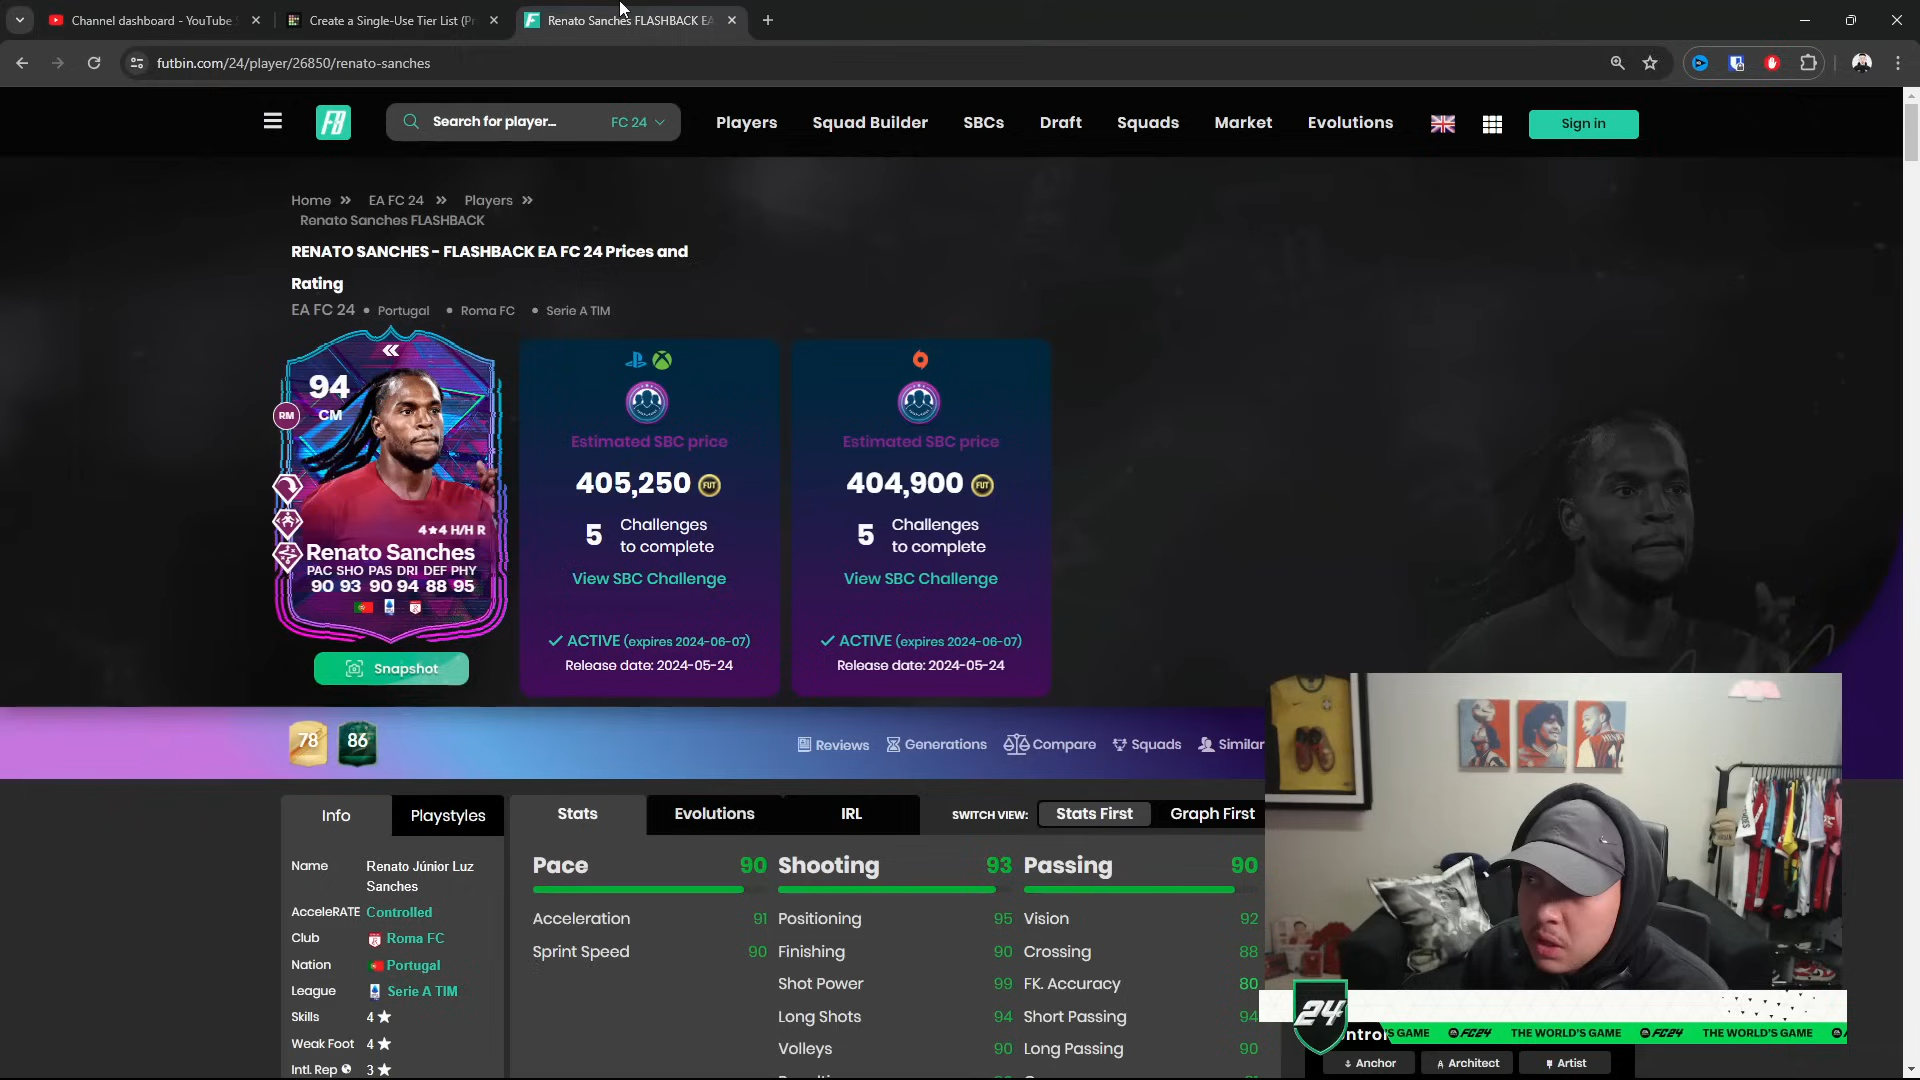 Channel dashboard - YouTube
Create a Single-Use Tier List (Pr
Renato Sanches FLASHBACK EA
futbin.com/24/player/26850/renato-sanches
Search for player... FC 24
Players Squad Builder SBCs Draft Squads Market Evolutions Sign in
Home » EA FC 24 » Players »
Renato Sanches FLASHBACK
RENATO SANCHES - FLASHBACK EA FC 24 Prices and
Rating
EA FC 24 • Portugal • Roma FC • Serie A TIM
94
CM
RM
4★4 H/H R
Renato Sanches
PAC SHO PAS DRI DEF PHY
90 93 90 94 88 95
Snapshot
Estimated SBC price
405,250 FUT
5 Challenges
to complete
View SBC Challenge
ACTIVE (expires 2024-06-07)
Release date: 2024-05-24
Estimated SBC price
404,900 FUT
5 Challenges
to complete
View SBC Challenge
ACTIVE (expires 2024-06-07)
Release date: 2024-05-24
78 86
Reviews Generations Compare Squads Similar
Info Playstyles
Stats Evolutions IRL SWITCH VIEW: Stats First Graph First
Name Renato Júnior Luz
Sanches
AcceleRATE Controlled
Club Roma FC
Nation Portugal
League Serie A TIM
Skills 4 ★
Weak Foot 4 ★
Intl. Rep 3 ★
Pace 90
Acceleration 91
Sprint Speed 90
Shooting 93
Positioning 95
Finishing 90
Shot Power 99
Long Shots 94
Volleys 90
Passing 90
Vision 92
Crossing 88
FK. Accuracy 80
Short Passing 94
Long Passing 90
24
'S GAME FC24 THE WORLD'S GAME FC24 THE WORLD'S GAME
Anchor Architect Artist